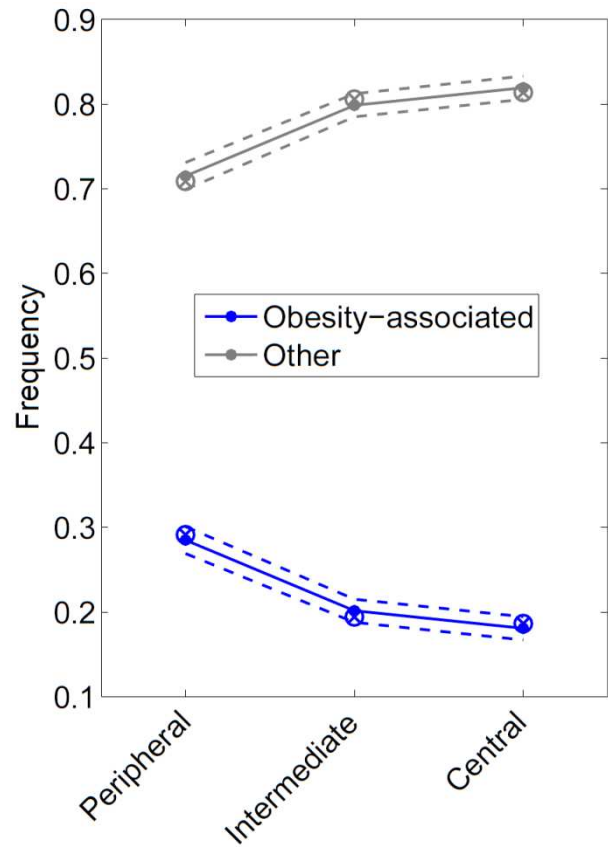 0.9
0.8
0.7
0.6
0.5
0.4
0.3
0.2
0.1
Frequency
Obesity−associated
Other
Peripheral
Intermediate
Central